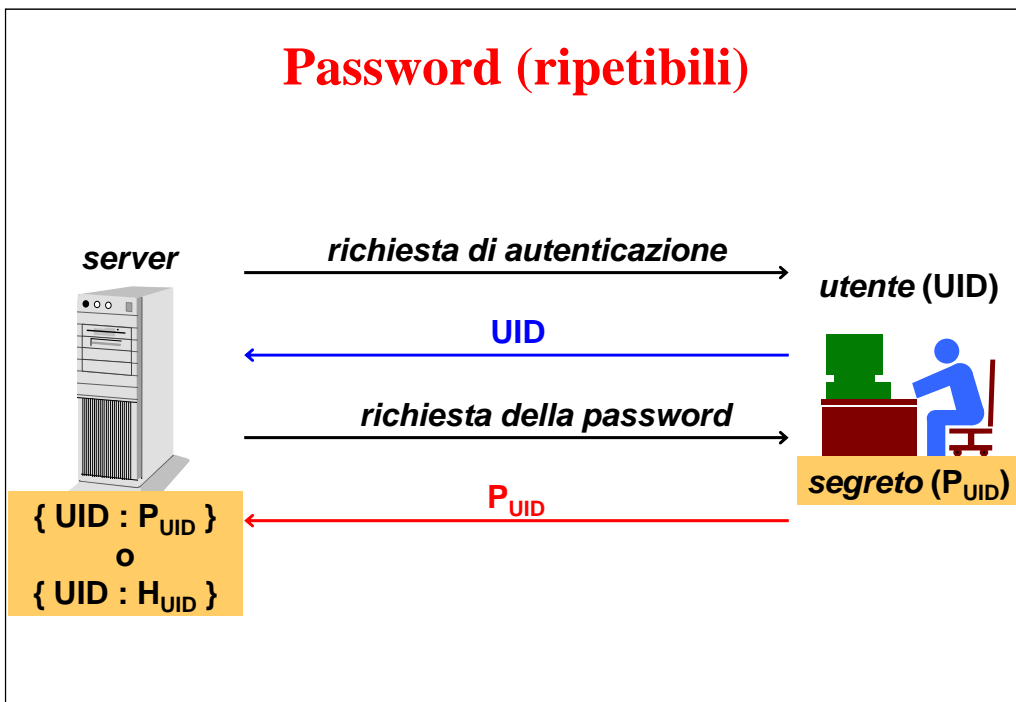 Password (ripetibili)
server
richiesta di autenticazione
utente (UID)
UID
richiesta della password
segreto (PUID)
PUID
{ UID : PUID }
o
{ UID : HUID }